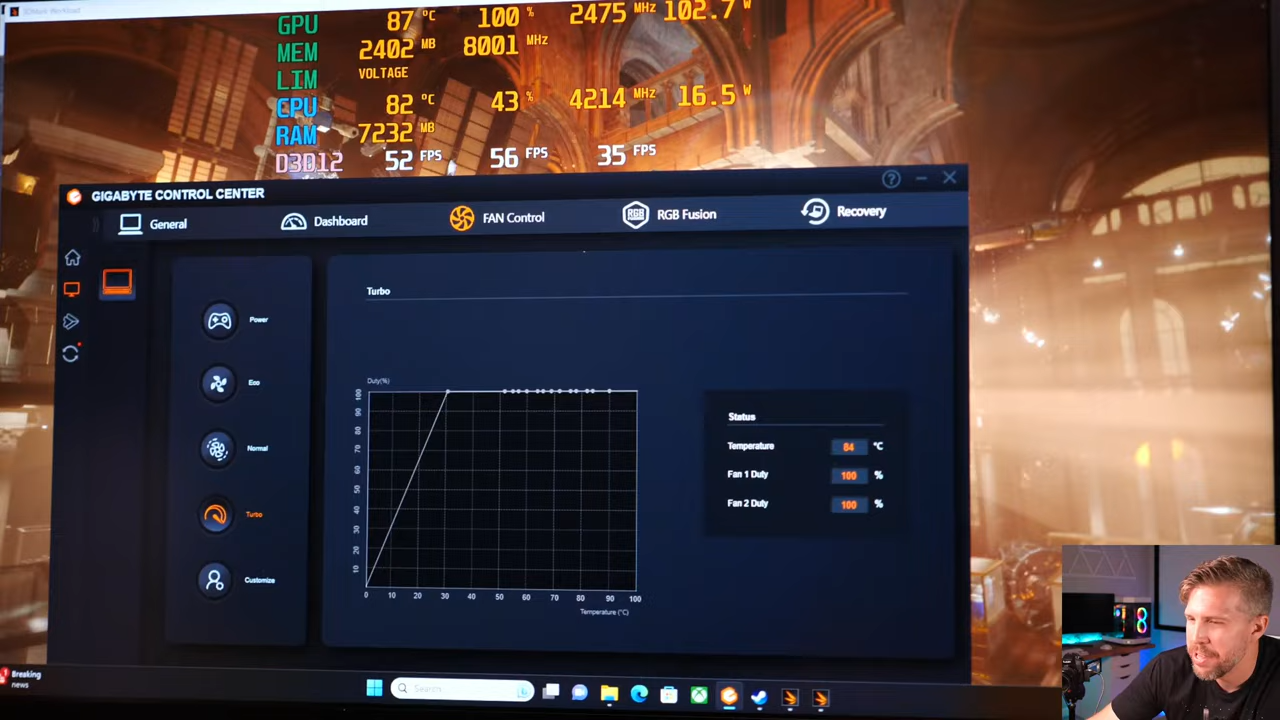 GPU 87 °C 100 % 2475 MHz 102.7 W
MEM 2402 MB 8001 MHz
LIM VOLTAGE
CPU 82 °C 43 % 4214 MHz 16.5 W
RAM 7232 MB
D3D12 52 FPS 56 FPS 35 FPS
GIGABYTE CONTROL CENTER
General Dashboard FAN Control RGB RGB Fusion Recovery
Turbo
Power
Eco
Normal
Turbo
Customize
Duty(%)
100
90
80
70
60
50
40
30
20
10
0 10 20 30 40 50 60 70 80 90 100
Temperature (°C)
Status
Temperature 84 °C
Fan 1 Duty 100 %
Fan 2 Duty 100 %
Breaking
news
Search